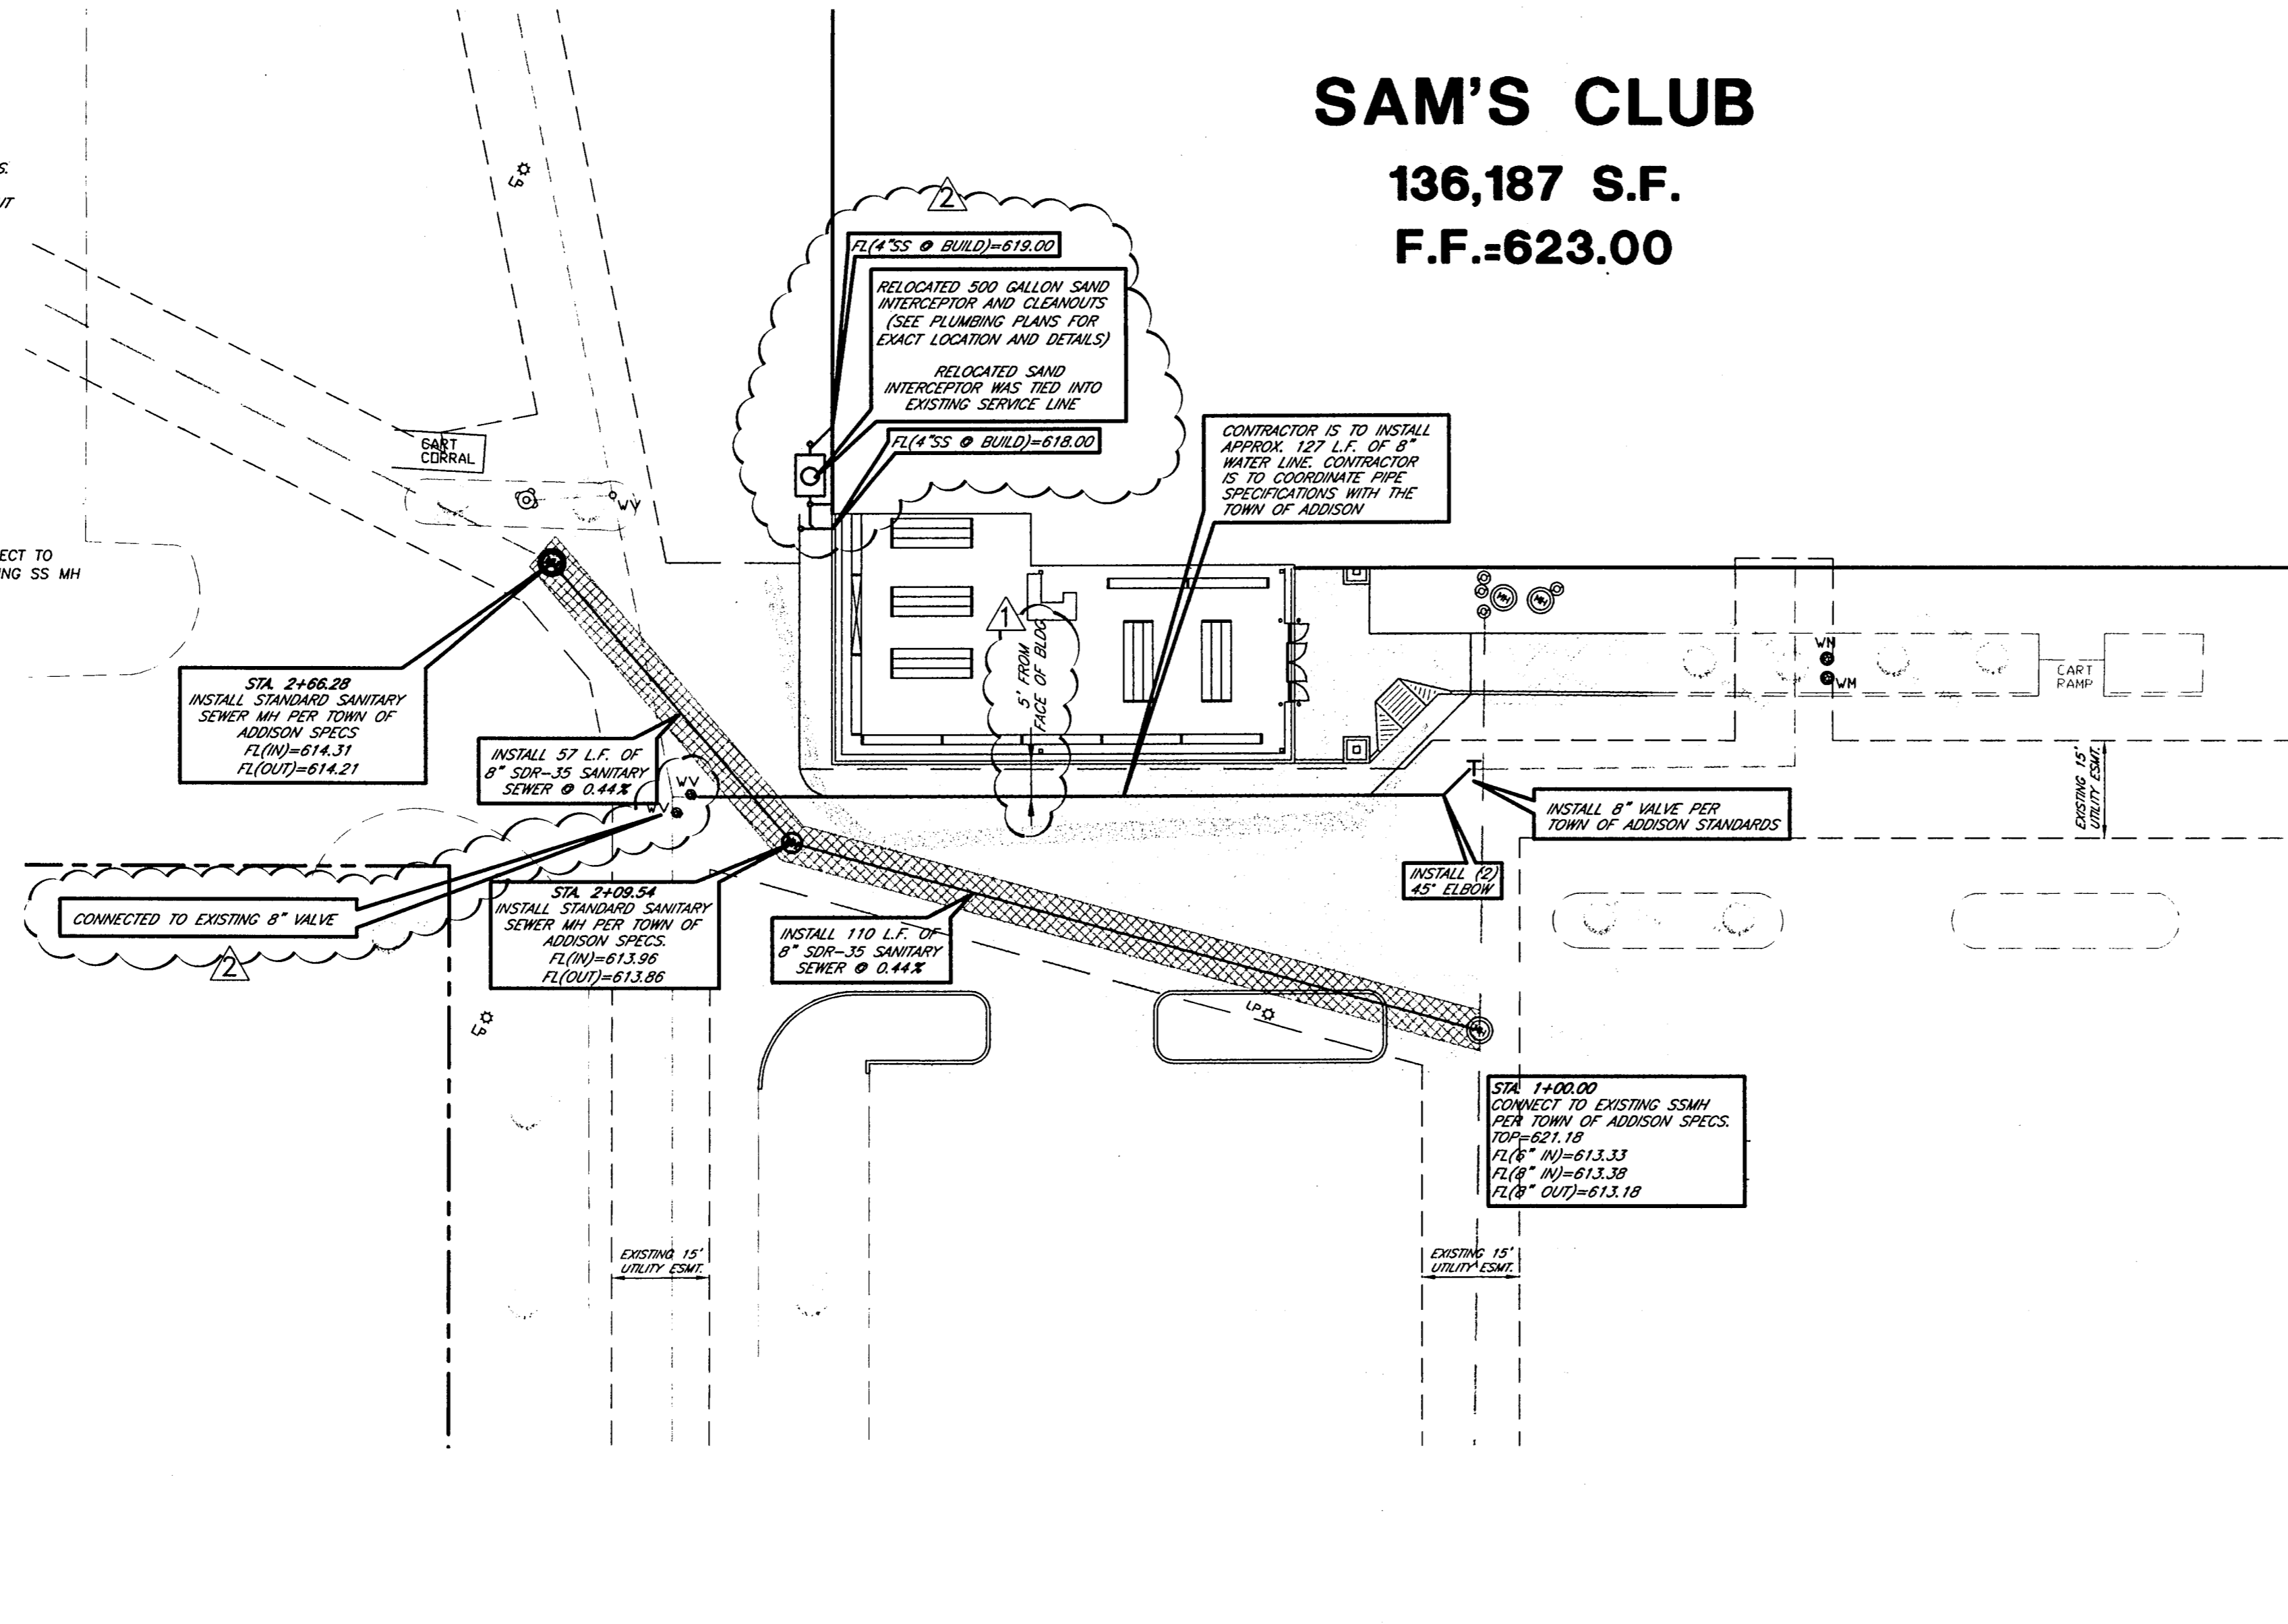 SAM'S CLUB
136,187 S.F.
F.F.=623.00
S.
UT
LP
2
FL(4"SS @ BUILD)=619.00
RELOCATED 500 GALLON SAND
INTERCEPTOR AND CLEANOUTS
(SEE PLUMBING PLANS FOR
EXACT LOCATION AND DETAILS)
RELOCATED SAND
INTERCEPTOR WAS TIED INTO
EXISTING SERVICE LINE
FL(4"SS @ BUILD)=618.00
CART
CORRAL
WV
CONTRACTOR IS TO INSTALL
APPROX. 127 L.F. OF 8"
WATER LINE. CONTRACTOR
IS TO COORDINATE PIPE
SPECIFICATIONS WITH THE
TOWN OF ADDISON
ECT TO
ING SS MH
MH
MH
1
5' FROM
FACE OF BLDG
WM
WM
CART
RAMP
STA. 2+66.28
INSTALL STANDARD SANITARY
SEWER MH PER TOWN OF
ADDISON SPECS
FL(IN)=614.31
FL(OUT)=614.21
INSTALL 57 L.F. OF
8" SDR-35 SANITARY
SEWER @ 0.44%
WV
WV
EXISTING 15'
UTILITY ESMT.
INSTALL 8" VALVE PER
TOWN OF ADDISON STANDARDS
INSTALL (2)
45° ELBOW
CONNECTED TO EXISTING 8" VALVE
2
STA. 2+09.54
INSTALL STANDARD SANITARY
SEWER MH PER TOWN OF
ADDISON SPECS.
FL(IN)=613.96
FL(OUT)=613.86
INSTALL 110 L.F. OF
8" SDR-35 SANITARY
SEWER @ 0.44%
LP
LP
MH
STA. 1+00.00
CONNECT TO EXISTING SSMH
PER TOWN OF ADDISON SPECS.
TOP=621.18
FL(6" IN)=613.33
FL(8" IN)=613.38
FL(8" OUT)=613.18
EXISTING 15'
UTILITY ESMT.
EXISTING 15'
UTILITY ESMT.